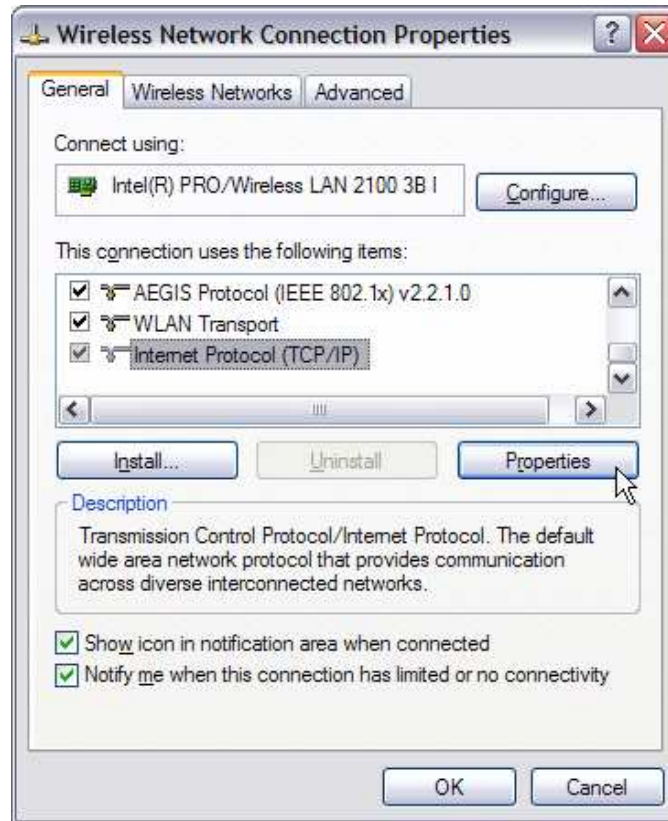 Wireless Network Connection Properties
General Wireless Networks Advanced
Connect using:
Intel(R) PRO/Wireless LAN 2100 3B I
Configure...
This connection uses the following items:
AEGIS Protocol (IEEE 802.1x) v2.2.1.0
WLAN Transport
Internet Protocol (TCP/IP)
Install... Uninstall Properties
Description
Transmission Control Protocol/Internet Protocol. The default
wide area network protocol that provides communication
across diverse interconnected networks.
Show icon in notification area when connected
Notify me when this connection has limited or no connectivity
OK Cancel